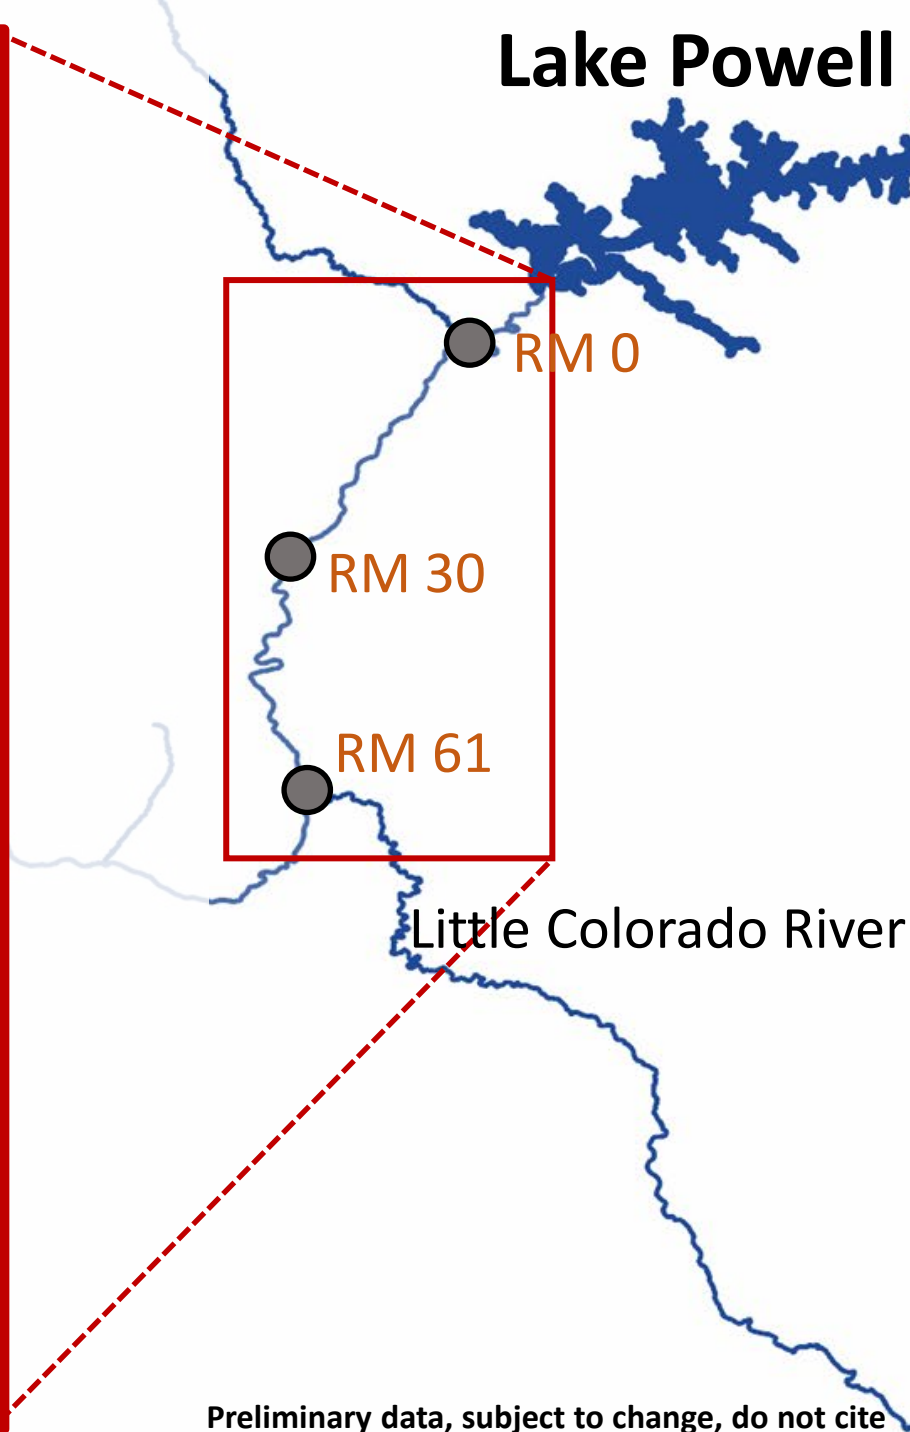 Lake Powell
RM 0
RM 30
RM 61
Little Colorado River
Preliminary data, subject to change, do not cite